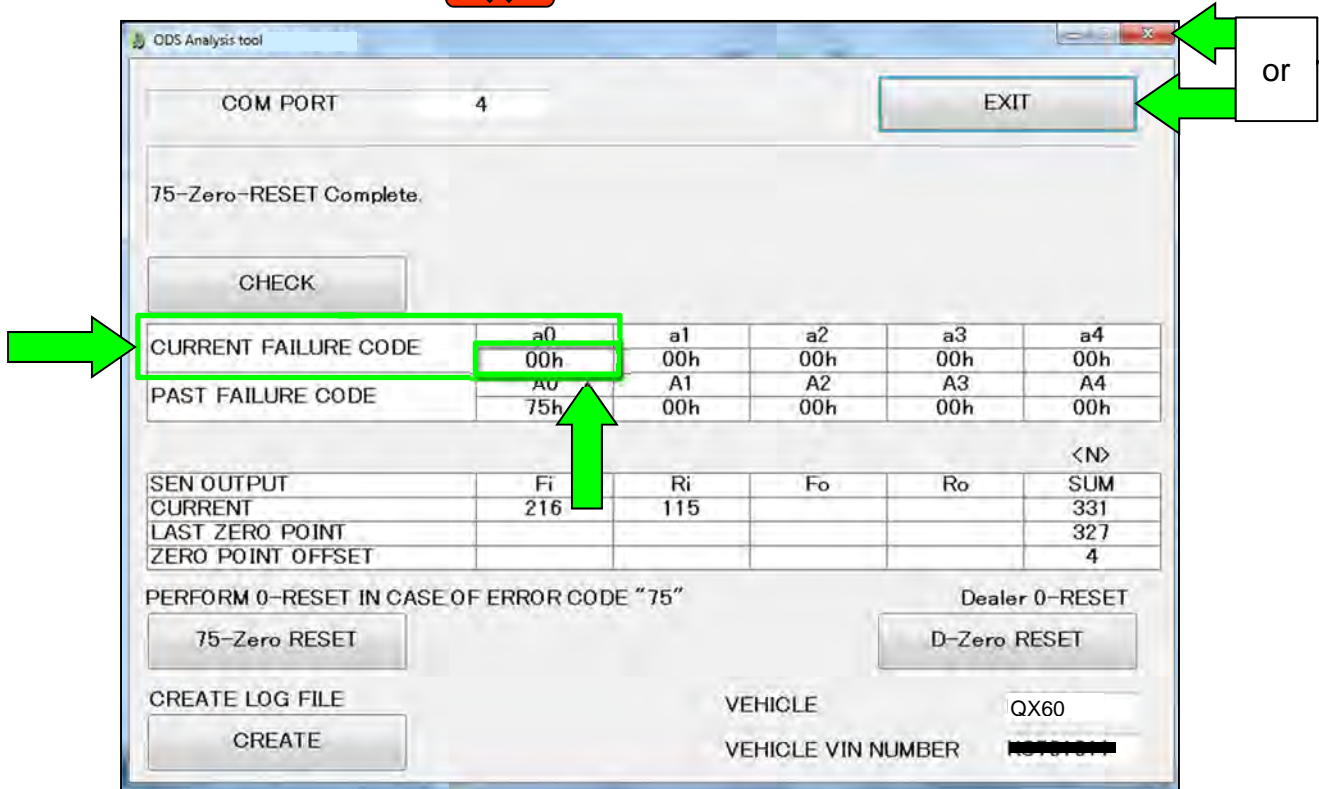 ODS Analysis tool
or
COM PORT 4 EXIT
75-Zero-RESET Complete.
CHECK
CURRENT FAILURE CODE a0 a1 a2 a3 a4
00h 00h 00h 00h 00h
PAST FAILURE CODE A0 A1 A2 A3 A4
75h 00h 00h 00h 00h
<N>
SEN OUTPUT Fi Ri Fo Ro SUM
CURRENT 216 115 331
LAST ZERO POINT 327
ZERO POINT OFFSET 4
PERFORM 0-RESET IN CASE OF ERROR CODE "75" Dealer 0-RESET
75-Zero RESET D-Zero RESET
CREATE LOG FILE VEHICLE QX60
CREATE VEHICLE VIN NUMBER